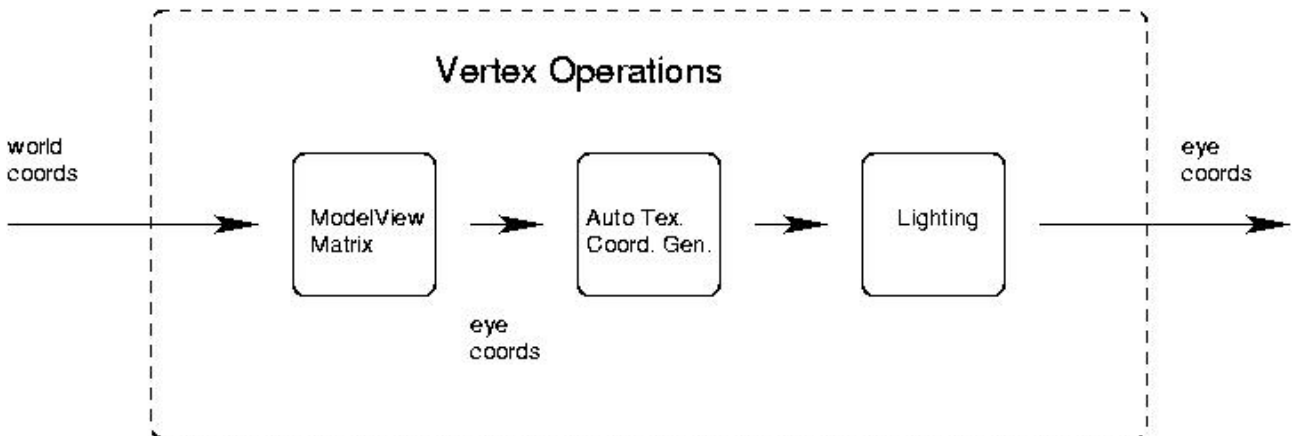 Vertex Operations
world
coords
ModelView
Matrix
eye
coords
Auto Tex.
Coord. Gen.
Lighting
eye
coords